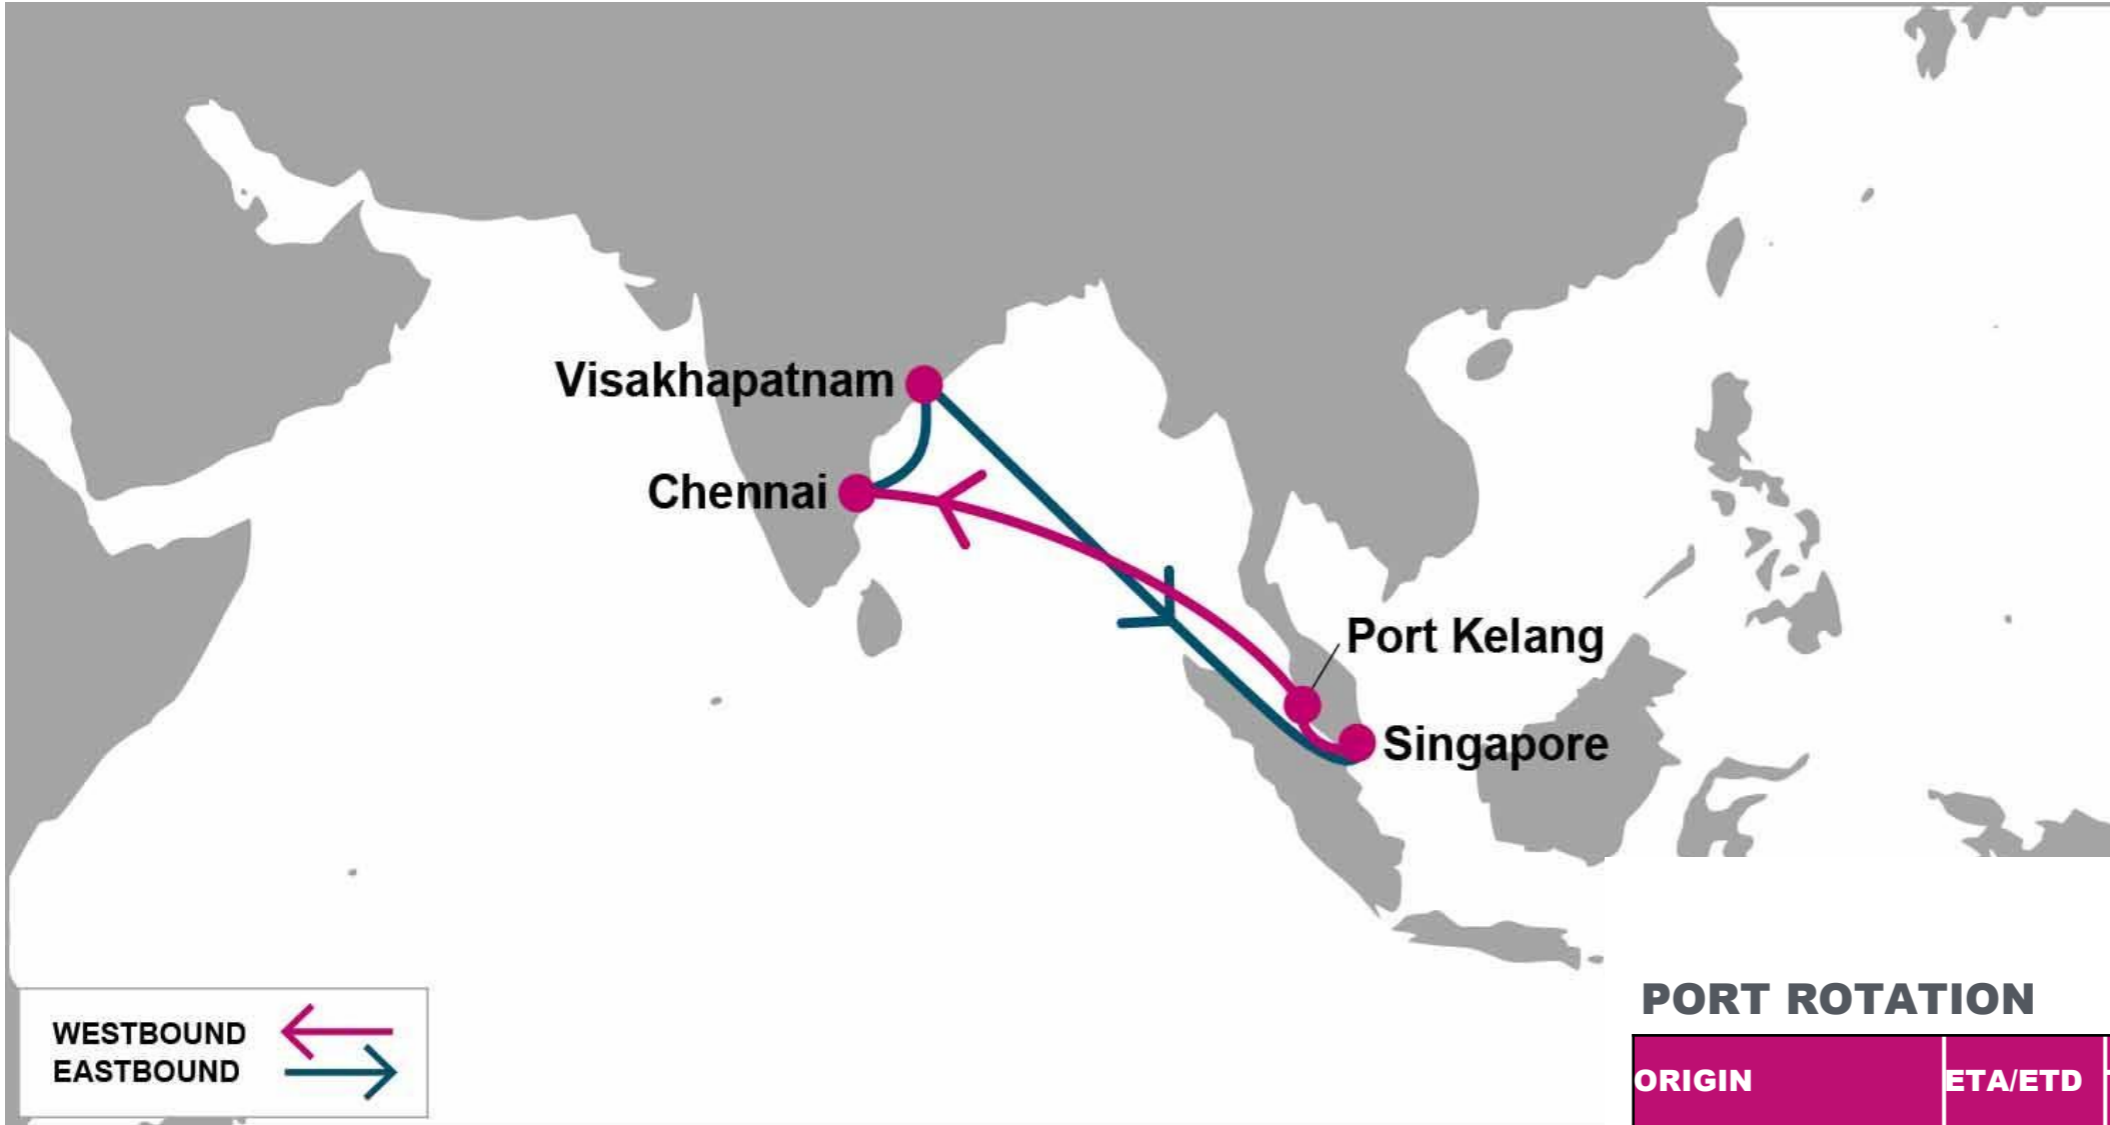 Visakhapatnam
Chennai
Port Kelang
Singapore
WESTBOUND
EASTBOUND
PORT ROTATION
ORIGIN
ETA/ETD